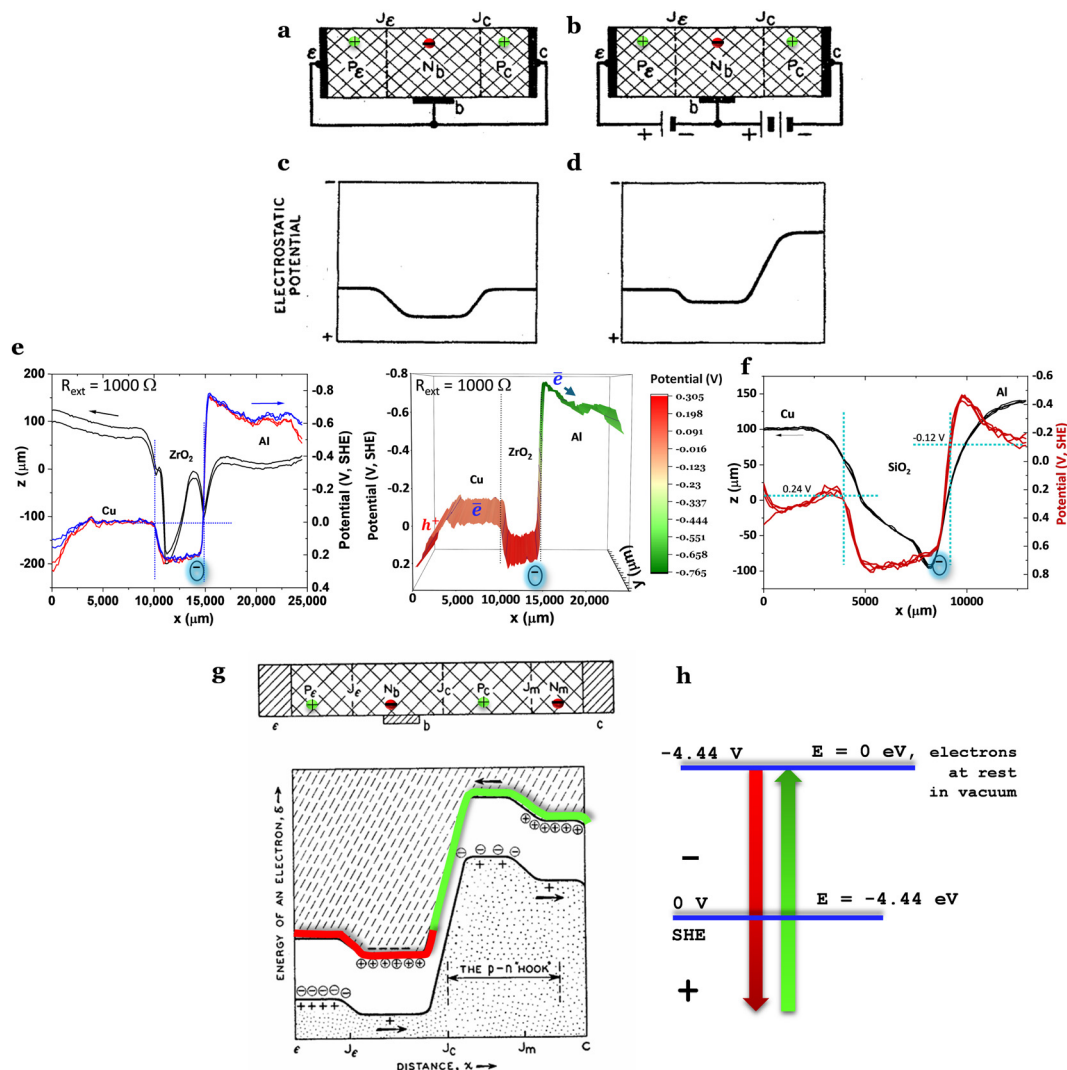 a
Jε Jc
ε
Pε Nb Pc
c
b
b
Jε Jc
ε
Pε Nb Pc
c
b
+ - + -
c
d
ELECTROSTATIC
POTENTIAL
-
+
e
Rext = 1000 Ω
z (μm)
200
100
0
-100
-200
Cu
ZrO2
Al
-
-0.8
-0.6
-0.4
-0.2
0.0
0.2
0.4
Potential (V, SHE)
0 5,000 10,000 15,000 20,000 25,000
x (μm)
Rext = 1000 Ω
Potential (V, SHE)
-0.8
-0.6
-0.4
-0.2
0
0.2
ē
Al
ZrO2
Cu
ē
h+
-
0 5,000 10,000 15,000 20,000
x (μm)
y (μm)
Potential (V)
0.305
0.198
0.091
-0.016
-0.123
-0.23
-0.337
-0.444
-0.551
-0.658
-0.765
f
z (μm)
150
100
50
0
-50
-100
Cu
Al
-0.12 V
SiO2
0.24 V
-
-0.6
-0.4
-0.2
0.0
0.2
0.4
0.6
0.8
Potential (V, SHE)
0 5000 10000
x (μm)
g
Pε Jε Nb Jc Pc Jm Nm
ε b c
ENERGY OF AN ELECTRON, ℰ →
THE p-n "HOOK"
ε Jε Jc Jm C
DISTANCE, x →
h
-4.44 V E = 0 eV, electrons
at rest
in vacuum
-
0 V E = -4.44 eV
SHE
+